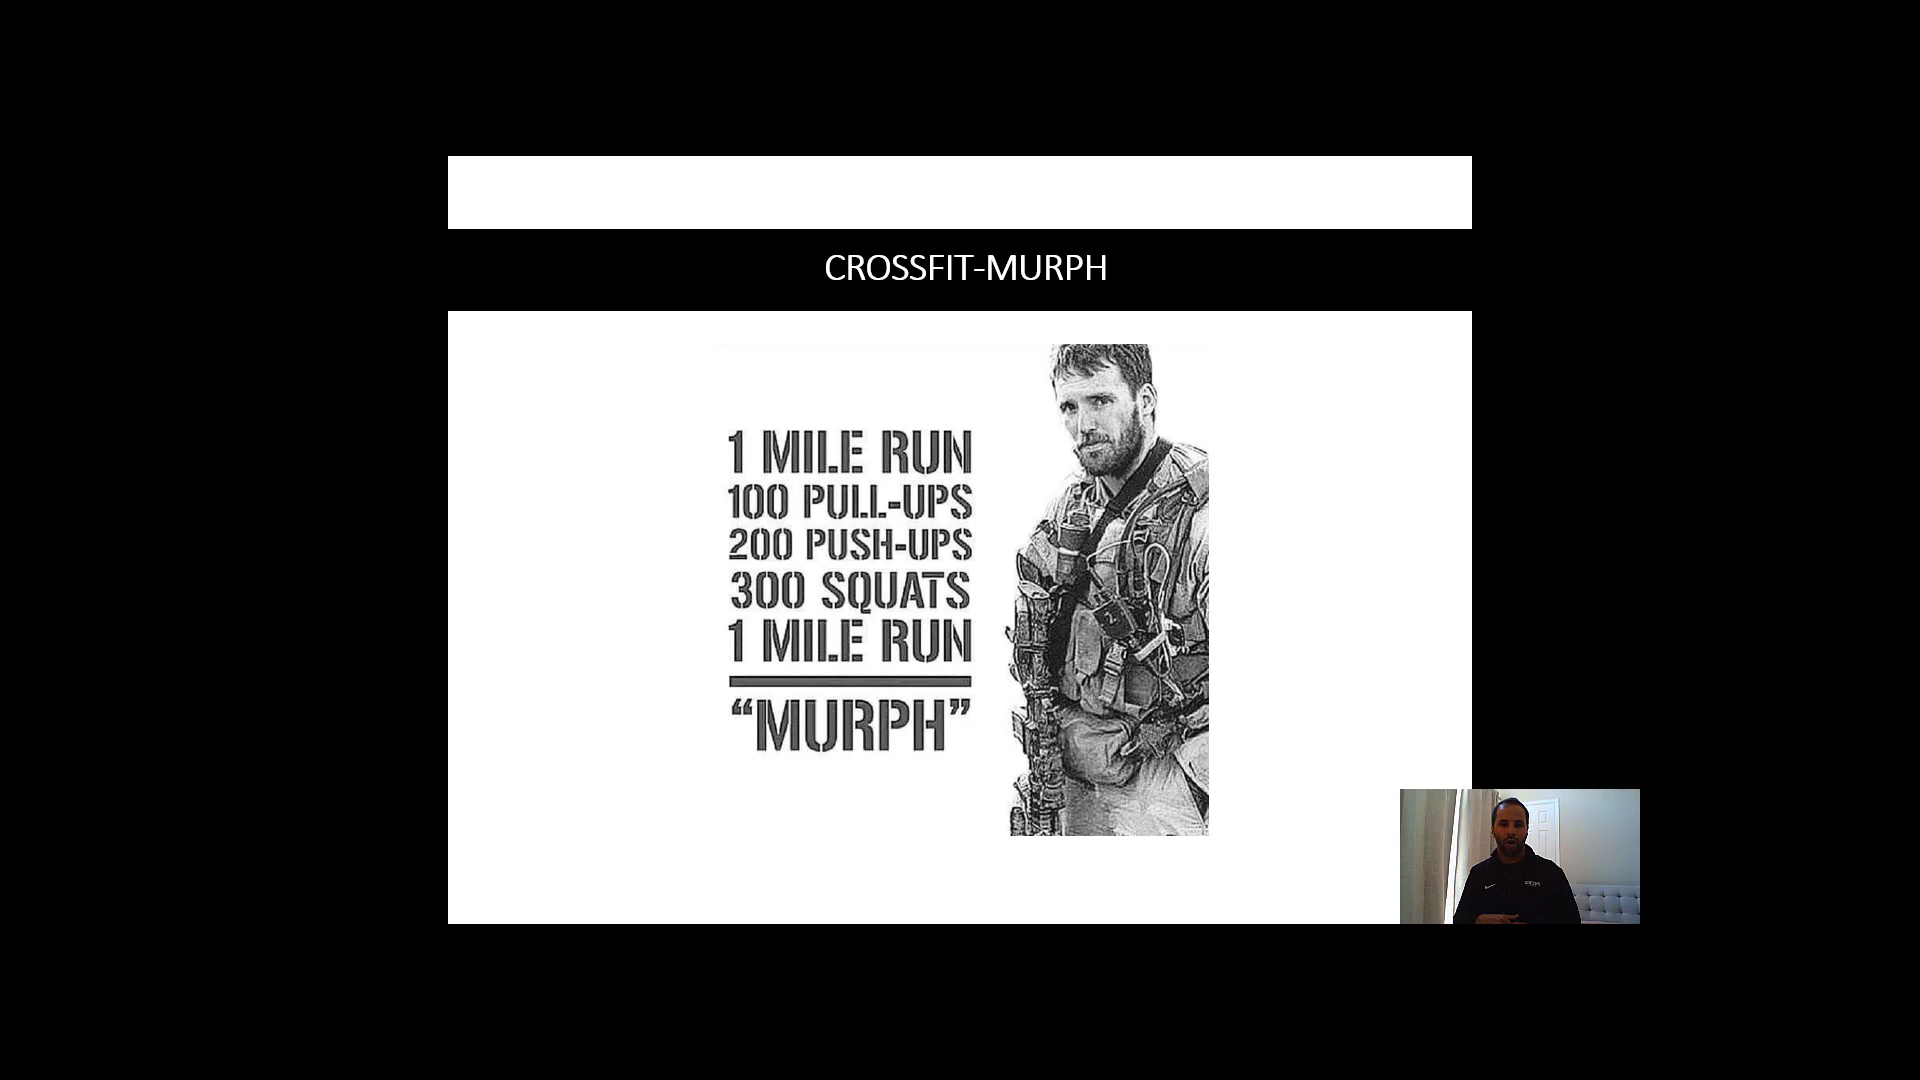 CROSSFIT-MURPH
1 MILE RUN
100 PULL-UPS
200 PUSH-UPS
300 SQUATS
1 MILE RUN
“MURPH”